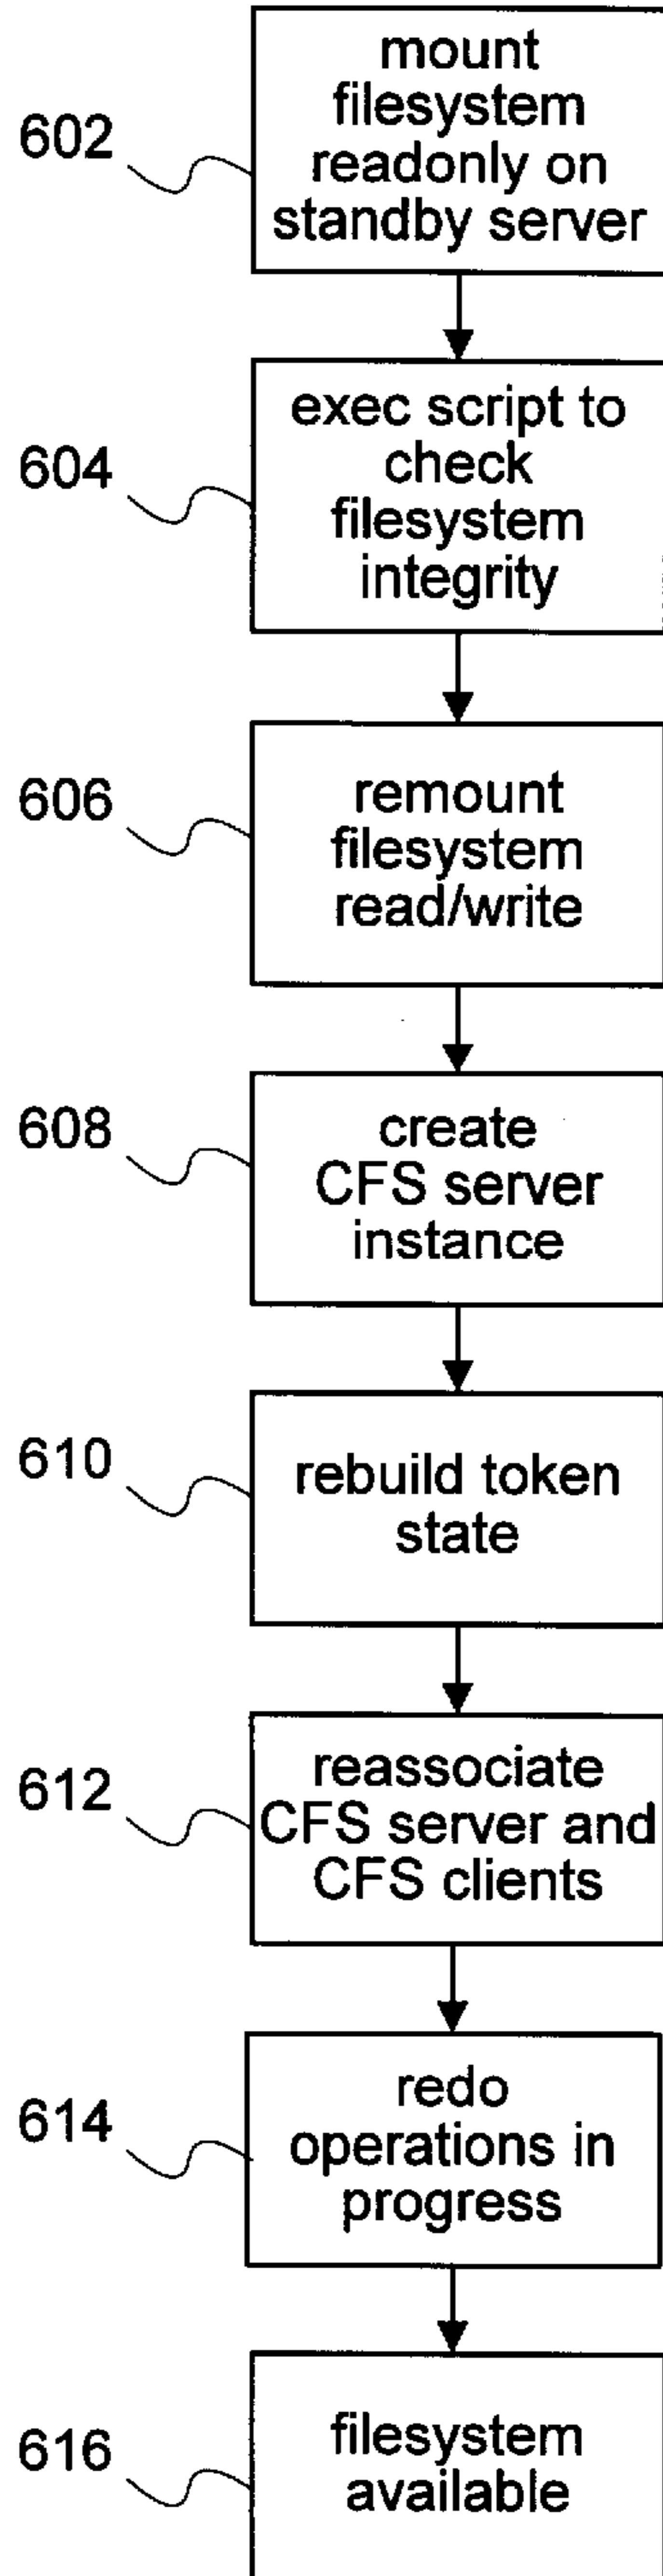 602
mount
filesystem
readonly on
standby server
604
exec script to
check
filesystem
integrity
606
remount
filesystem
read/write
608
create
CFS server
instance
610
rebuild token
state
612
reassociate
CFS server and
CFS clients
614
redo
operations in
progress
616
filesystem
available